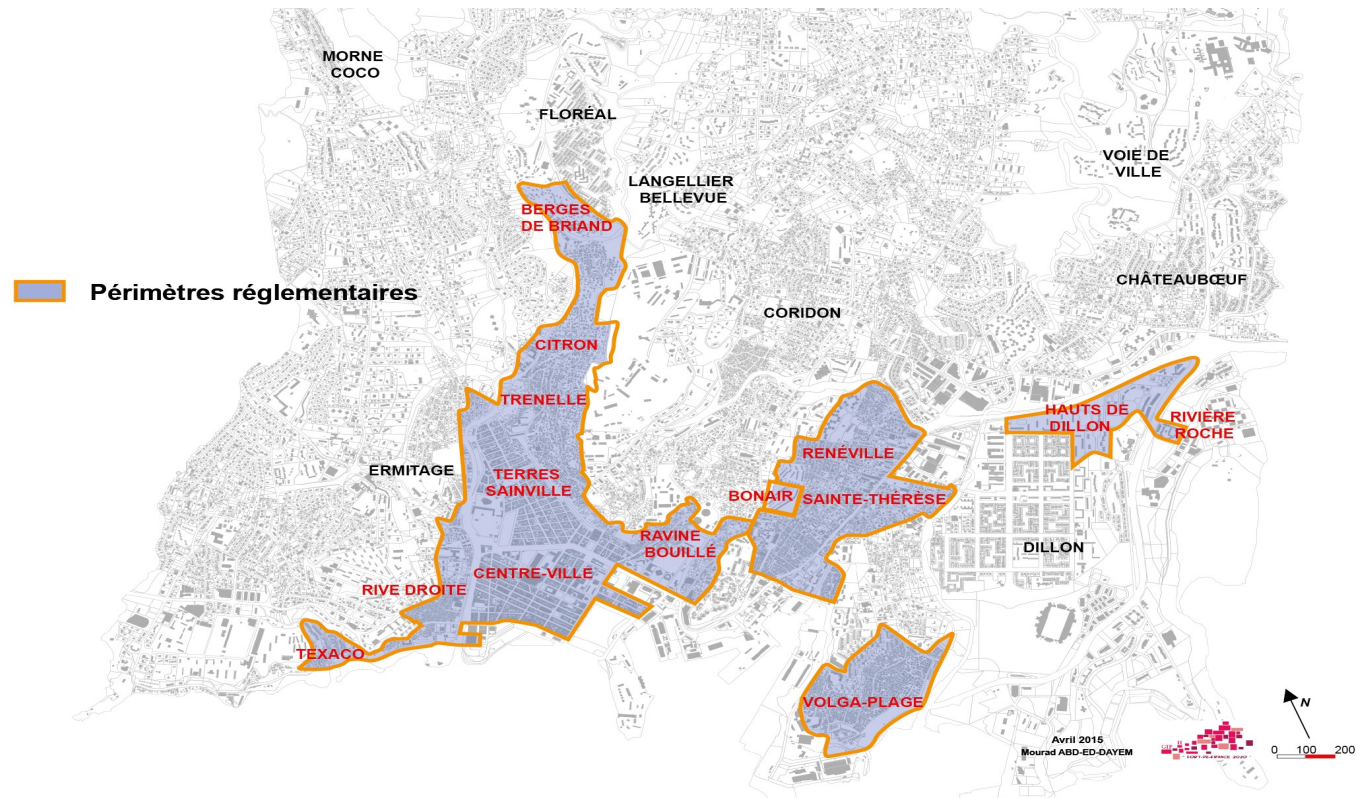 MORNE
COCO
FLORÉAL
VOIE DE
VILLE
LANGELLIER
BELLEVUE
BERGES
DE BRIAND
CHÂTEAUBŒUF
Périmètres réglementaires
CORIDON
CITRON
TRENELLE
HAUTS DE
DILLON
RIVIÈRE
ROCHE
RENÉVILLE
ERMITAGE
TERRES
SAINVILLE
BONAIR
SAINTE-THÉRÈSE
RAVINE
BOUILLÉ
DILLON
CENTRE-VILLE
RIVE DROITE
TEXACO
VOLGA-PLAGE
N
Avril 2015
Mourad ABD-ED-DAYEM
0 100 200